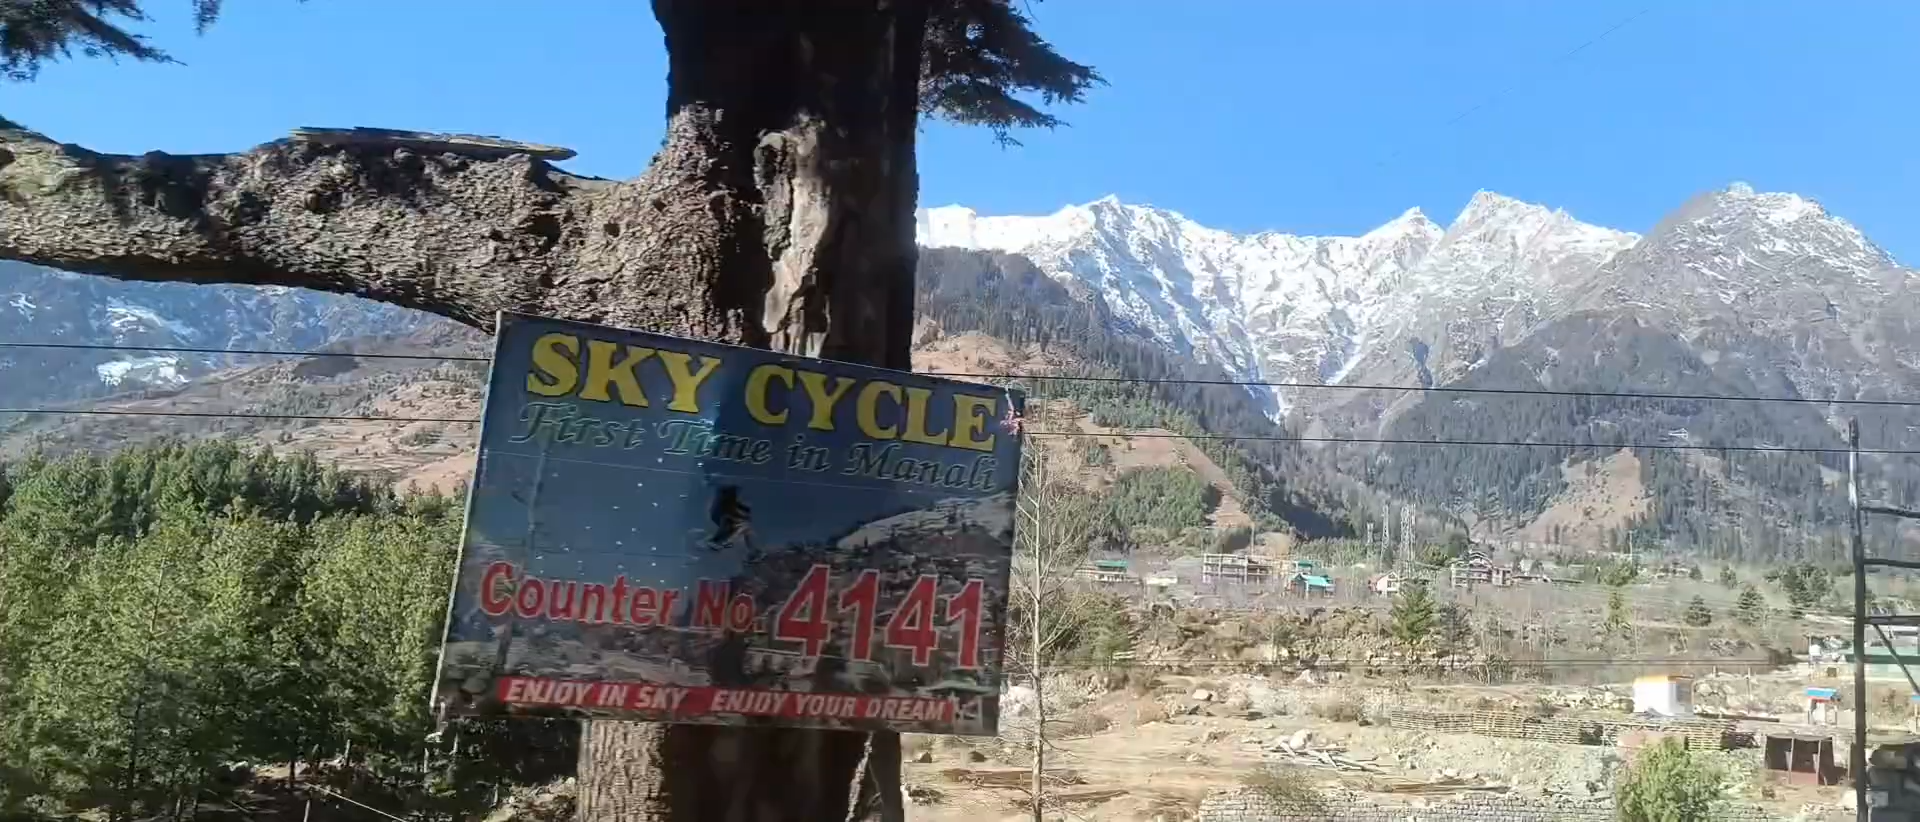 SKY CYCLE
First Time in Manali
Counter No. 4141
ENJOY IN SKY ENJOY YOUR DREAM